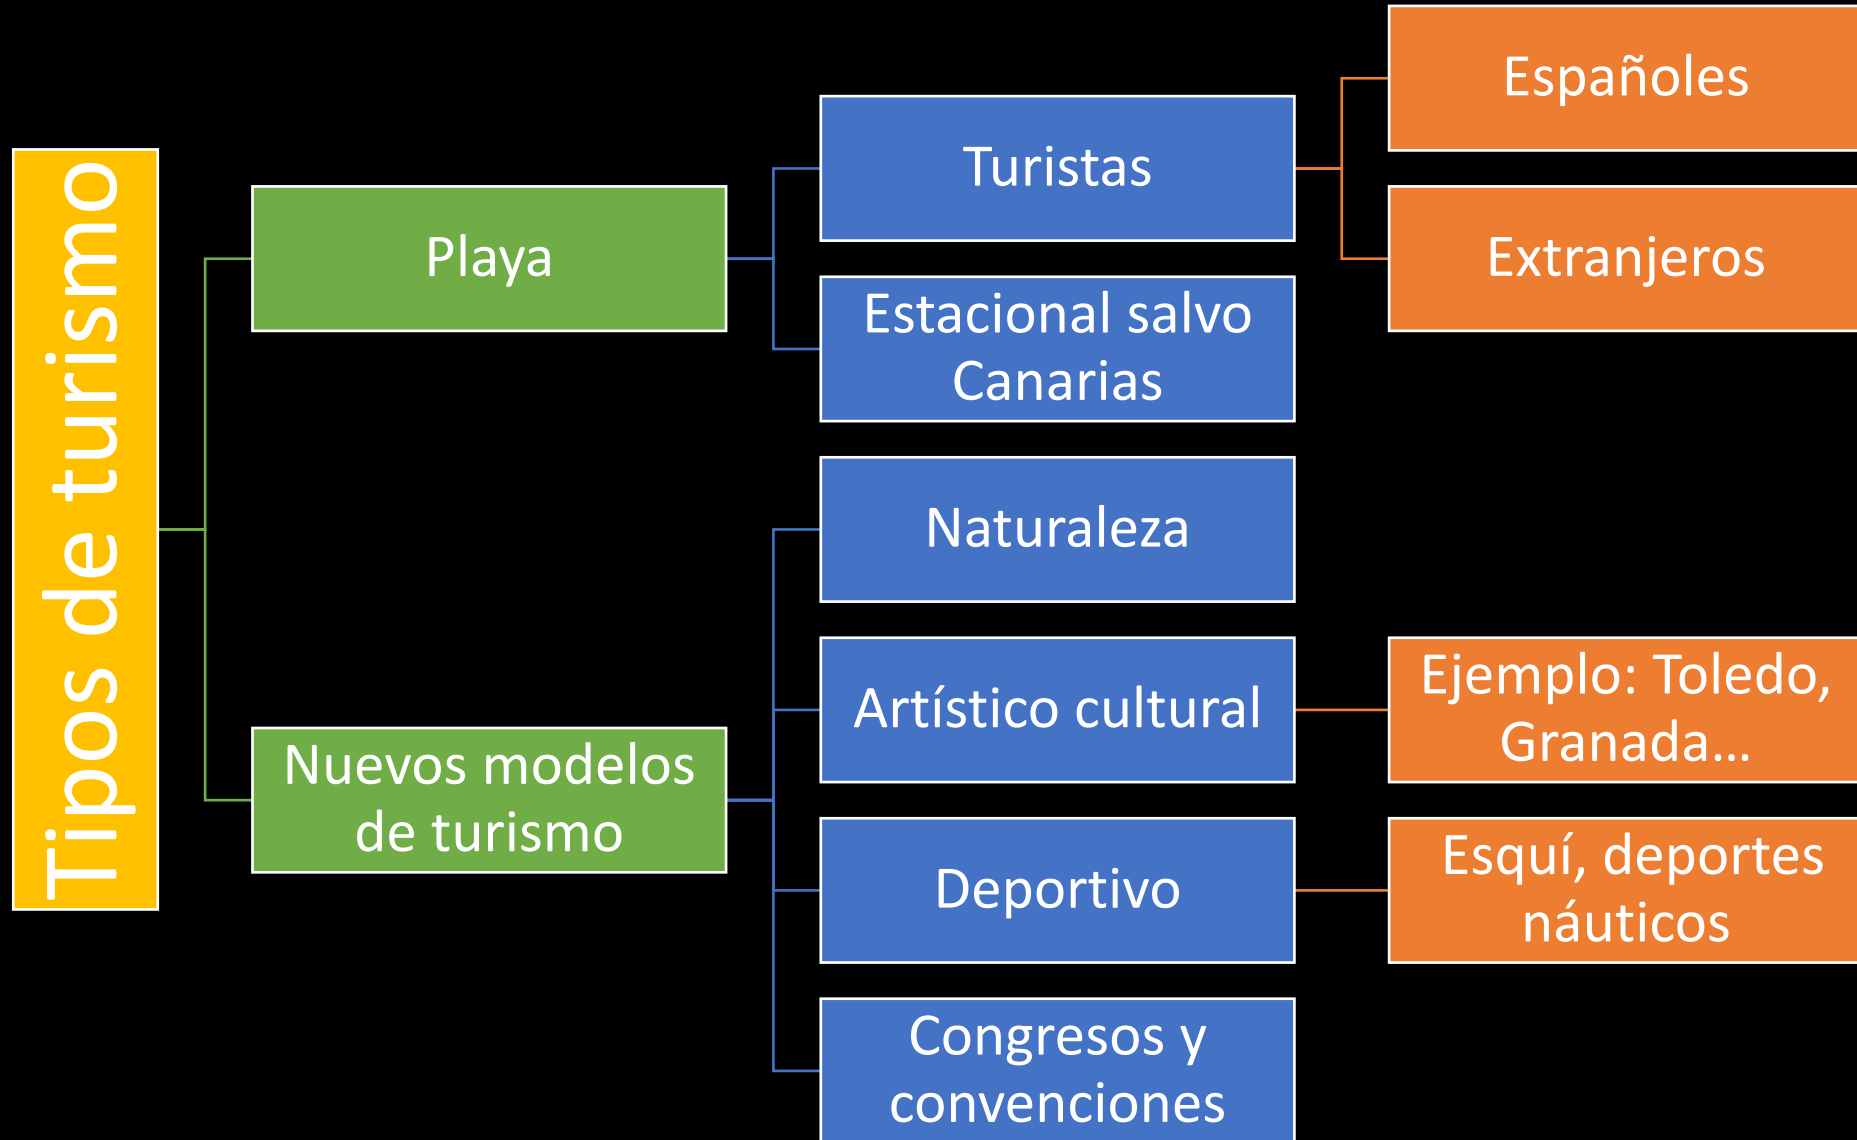 Tipos de turismo
Playa
Turistas
Españoles
Extranjeros
Estacional salvo
Canarias
Nuevos modelos
de turismo
Naturaleza
Artístico cultural
Ejemplo: Toledo,
Granada...
Deportivo
Esquí, deportes
náuticos
Congresos y
convenciones